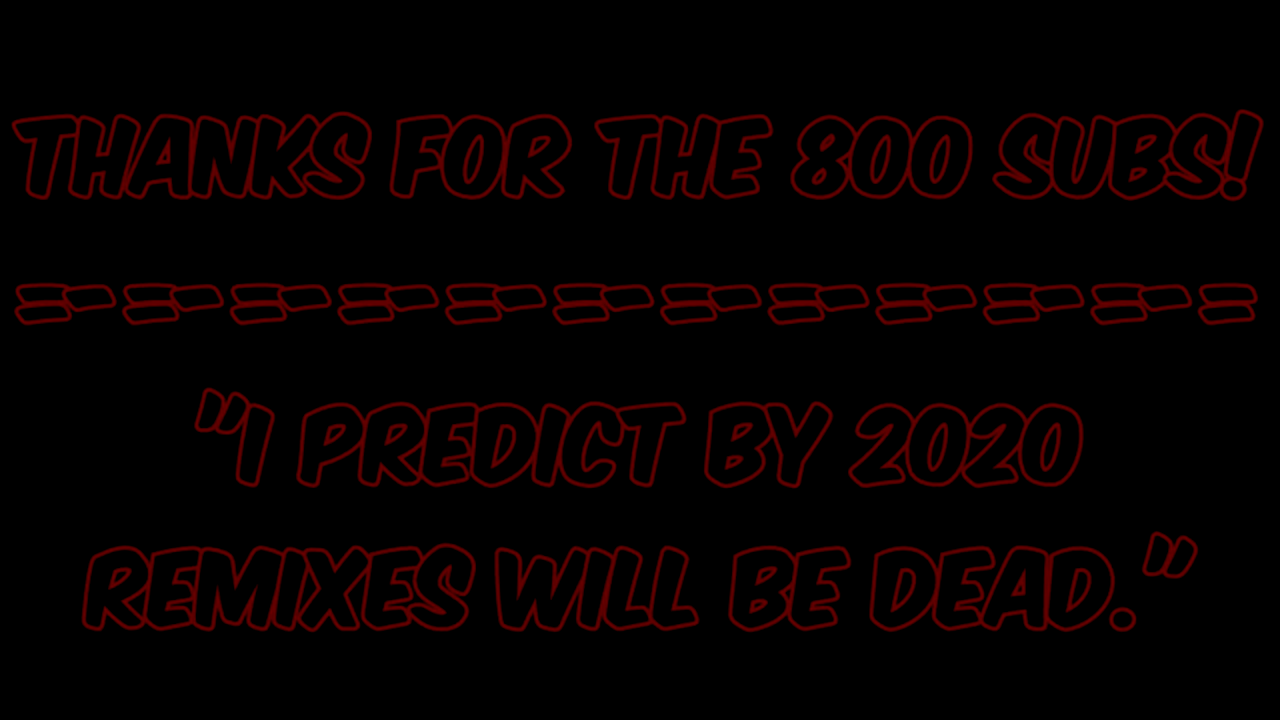 THANKS FOR THE 800 SUBS!
=-=-=-=-=-=-=-=-=-=-=-=
"I PREDICT BY 2020
REMIXES WILL BE DEAD."